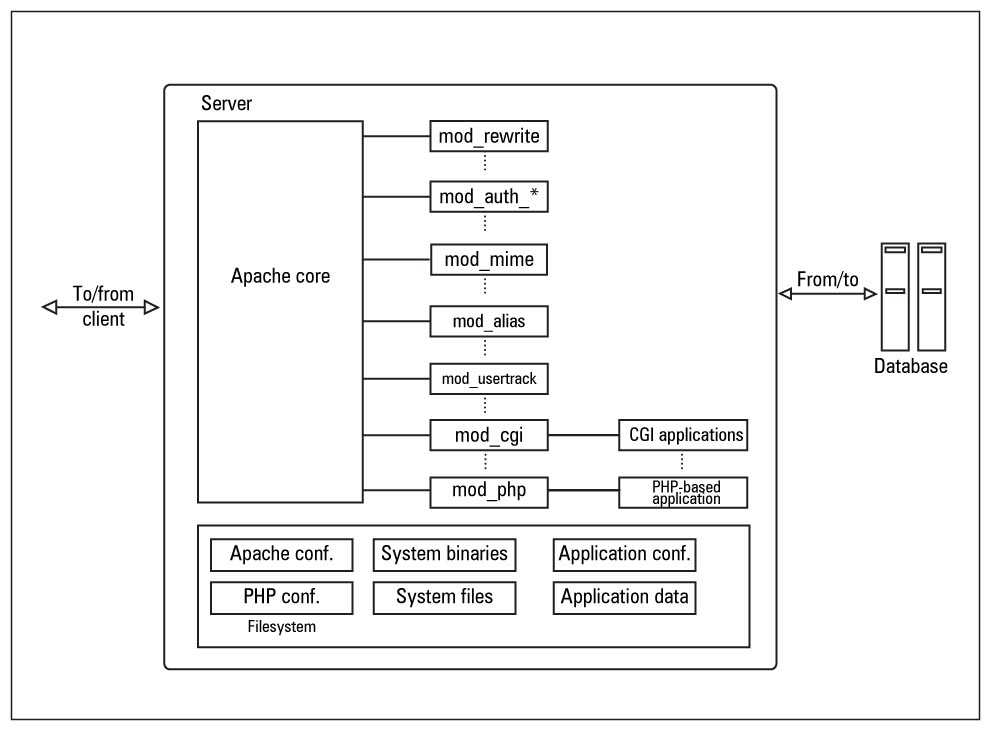 Server
mod_rewrite
mod_auth_*
mod_mime
Apache core
To/from
client
From/to
mod_alias
Database
mod_usertrack
mod_cgi
CGI applications
mod_php
PHP-based
application
Apache conf.
System binaries
Application conf.
PHP conf.
System files
Application data
Filesystem